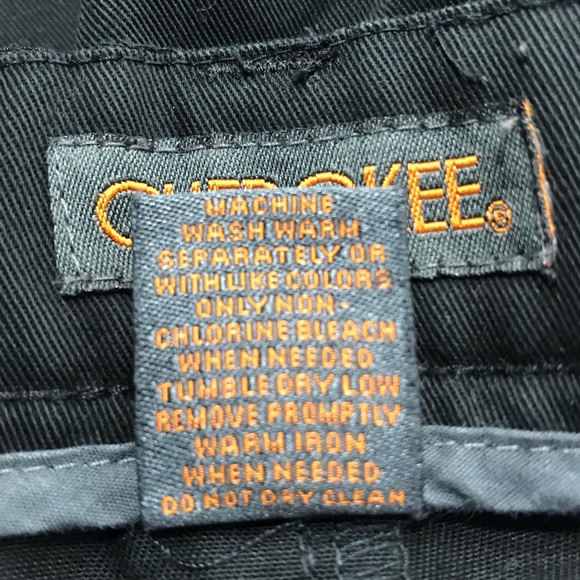 CHEROKEE®
MACHINE
WASH WARM
SEPARATELY OR
WITH LIKE COLORS
ONLY NON-
CHLORINE BLEACH
WHEN NEEDED
TUMBLE DRY LOW
REMOVE PROMPTLY
WARM IRON
WHEN NEEDED
DO NOT DRY CLEAN